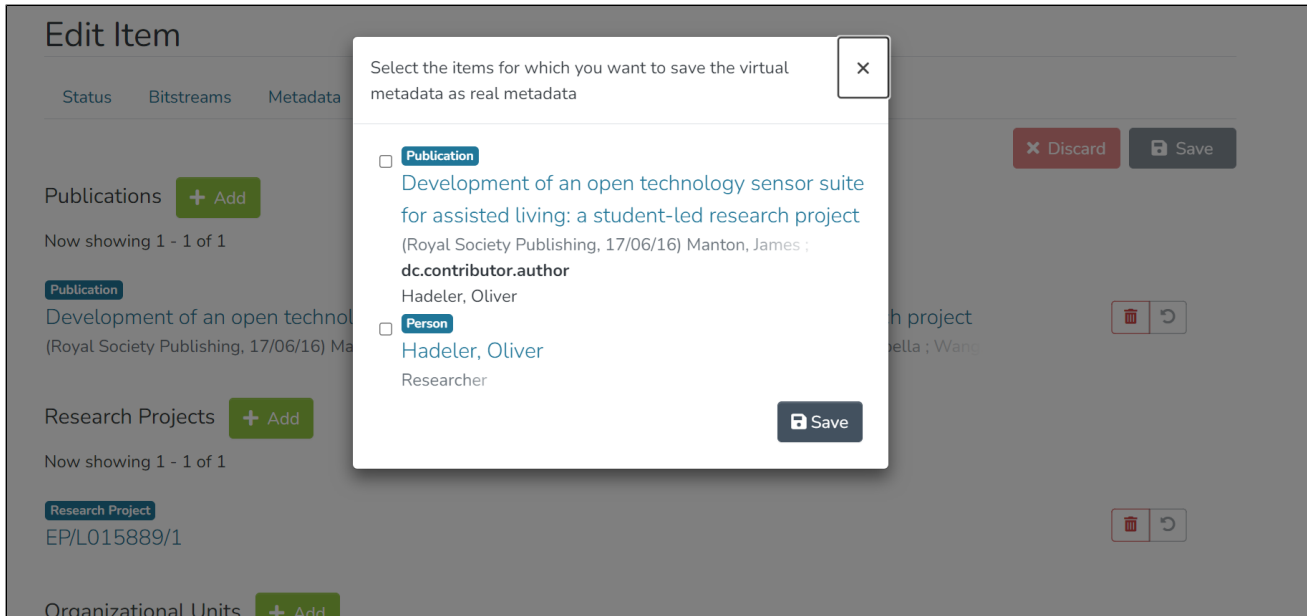 Edit Item
Status Bitstreams Metadata
Discard Save
Publications + Add
Now showing 1 - 1 of 1
Publication
Development of an open technol
h project
(Royal Society Publishing, 17/06/16) Ma
ella ; Wang
Research Projects + Add
Now showing 1 - 1 of 1
Research Project
EP/L015889/1
Organizational Units + Add
Select the items for which you want to save the virtual
metadata as real metadata
Publication
Development of an open technology sensor suite
for assisted living: a student-led research project
(Royal Society Publishing, 17/06/16) Manton, James ;
dc.contributor.author
Hadeler, Oliver
Person
Hadeler, Oliver
Researcher
Save